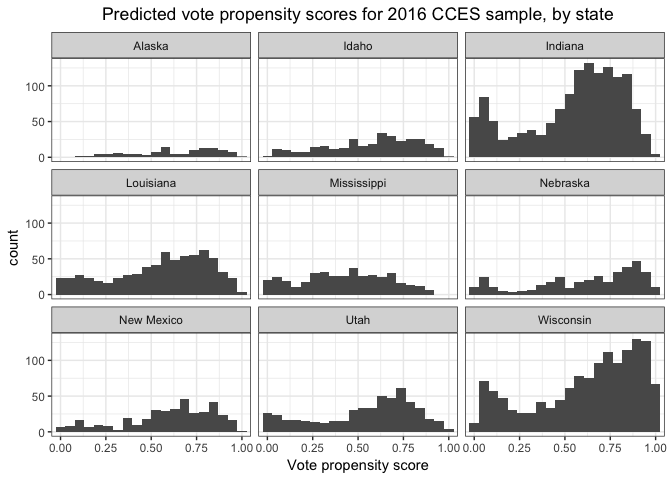 Predicted vote propensity scores for 2016 CCES sample, by state
Alaska
Idaho
Indiana
100
50
0
Louisiana
Mississippi
Nebraska
100
50
0
count
New Mexico
Utah
Wisconsin
100
50
0
0.00 0.25 0.50 0.75 1.00 0.00 0.25 0.50 0.75 1.00 0.00 0.25 0.50 0.75 1.00
Vote propensity score